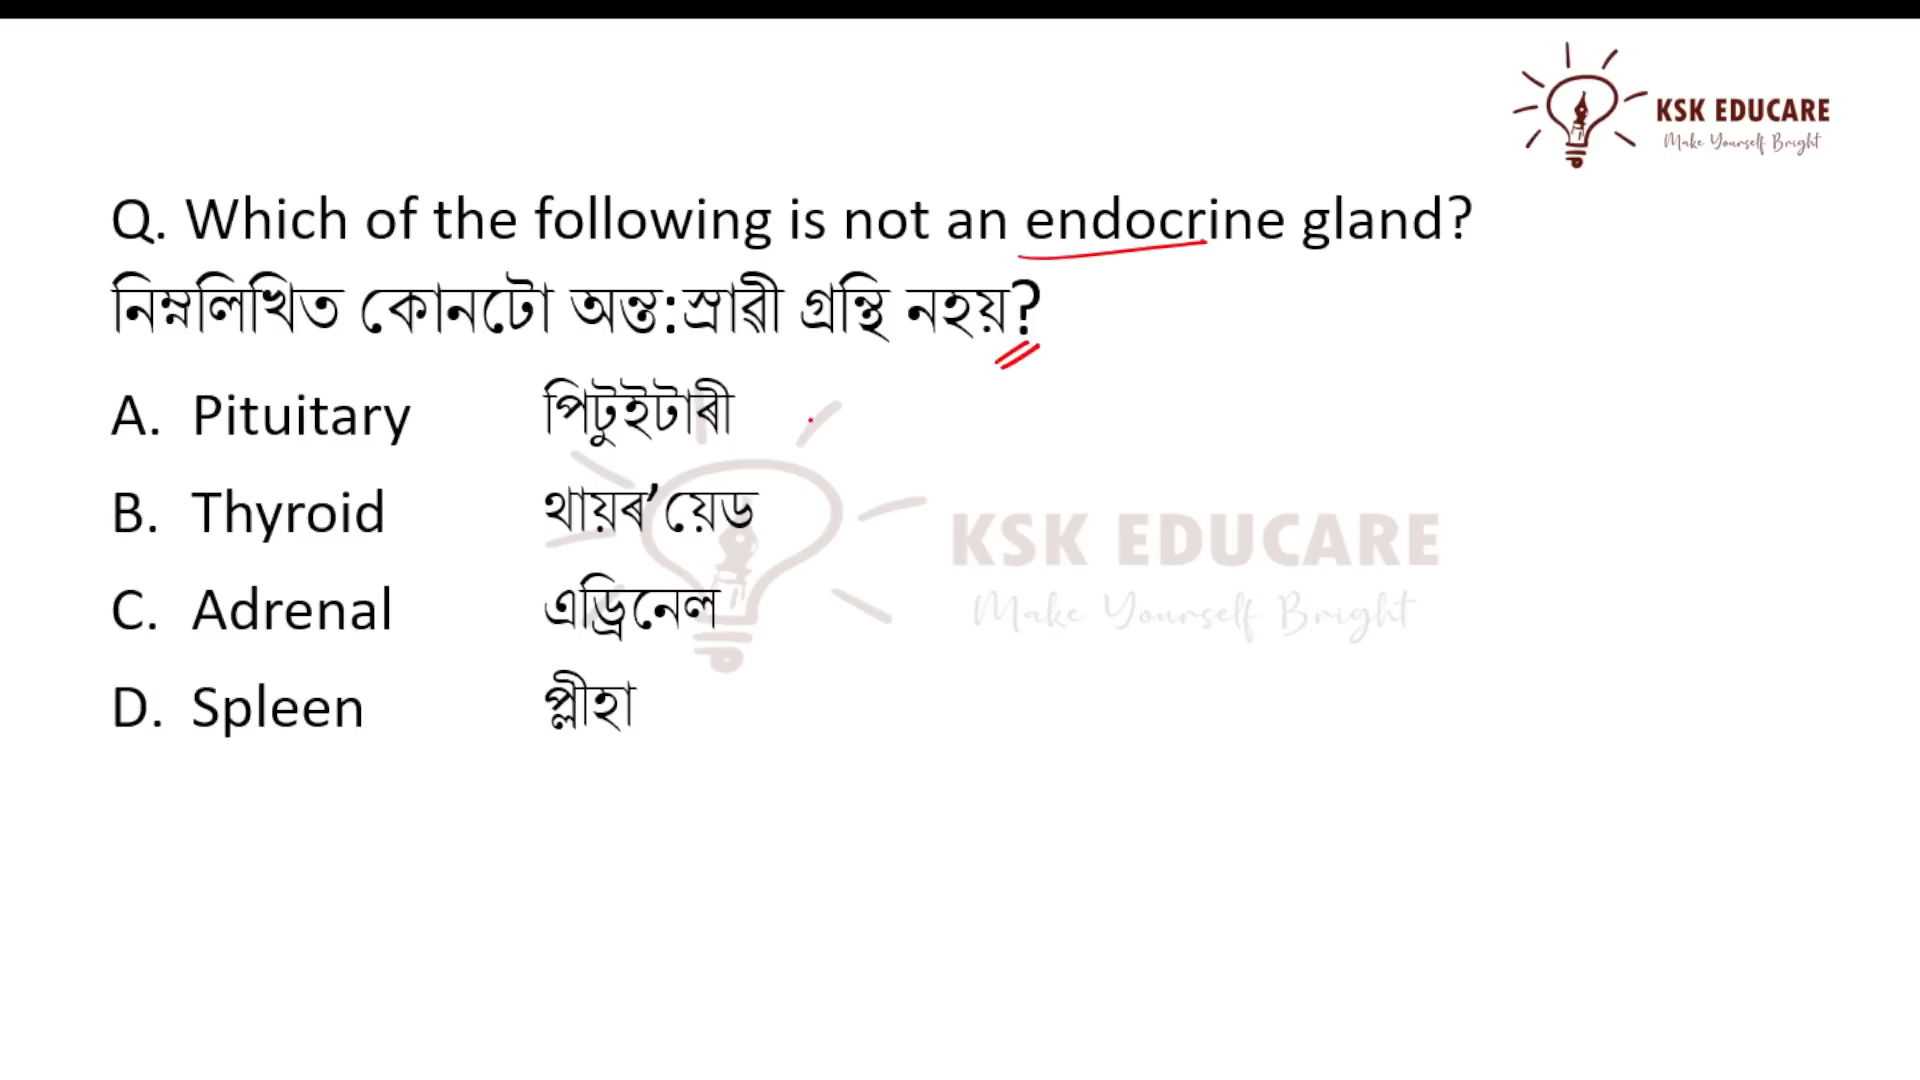 KSK EDUCARE
Make Yourself Bright
Q. Which of the following is not an endocrine gland?
নিম্নলিখিত কোনটো অন্ত:স্ৰাৱী গ্ৰন্থি নহয়?
A. Pituitary পিটুইটাৰী
B. Thyroid থায়ৰ’য়েড
C. Adrenal এড্ৰিনেল
D. Spleen প্লীহা
KSK EDUCARE
Make Yourself Bright